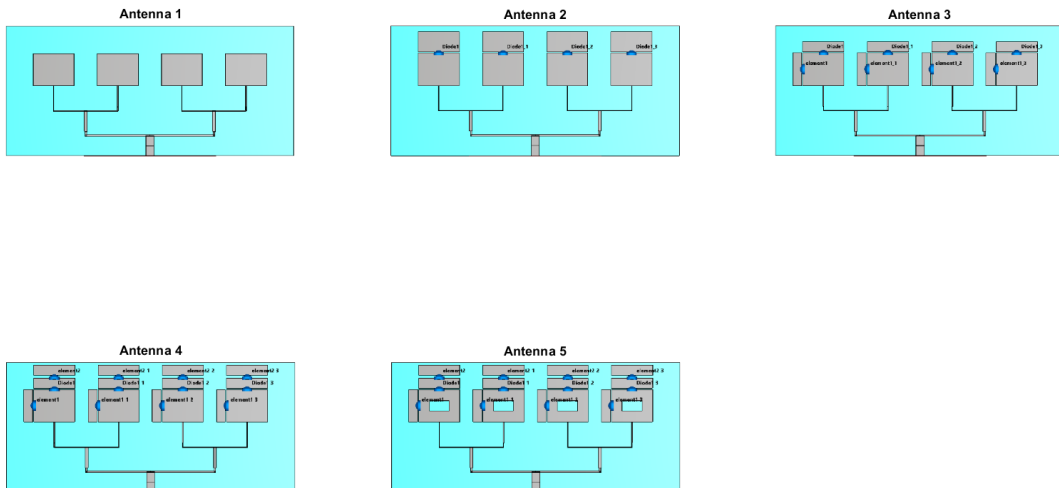 Antenna 1
Antenna 2
Antenna 3
Diode1 Diode1_1 Diode1_2 Diode1_3
Diode1 Diode1_1 Diode1_2 Diode1_3
element1 element1_1 element1_2 element1_3
Antenna 4
Antenna 5
element2 element2_1 element2_2 element2_3
Diode1 Diode1_1 Diode1_2 Diode1_3
element1 element1_1 element1_2 element1_3
element2 element2_1 element2_2 element2_3
Diode1 Diode1_1 Diode1_2 Diode1_3
element1 element1_1 element1_2 element1_3